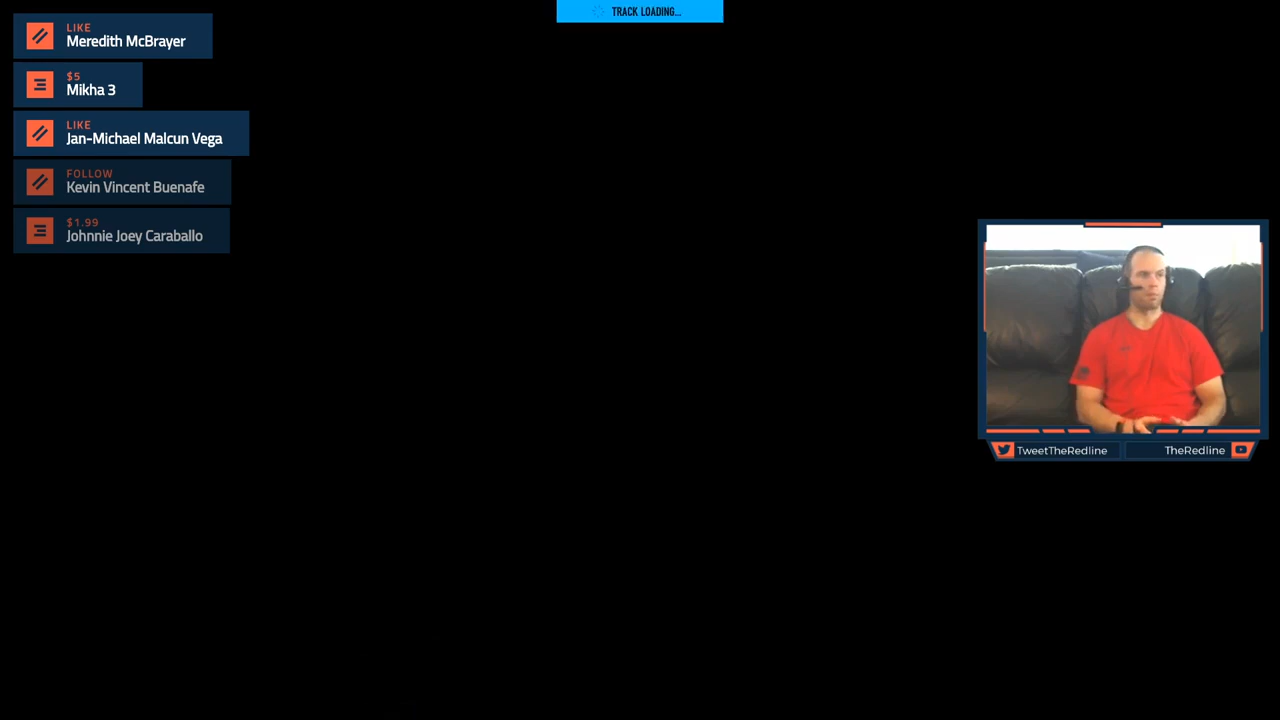 TRACK LOADING...
LIKE
Meredith McBrayer
$5
Mikha 3
LIKE
Jan-Michael Malcun Vega
FOLLOW
Kevin Vincent Buenafe
$1.99
Johnnie Joey Caraballo
TweetTheRedline
TheRedline